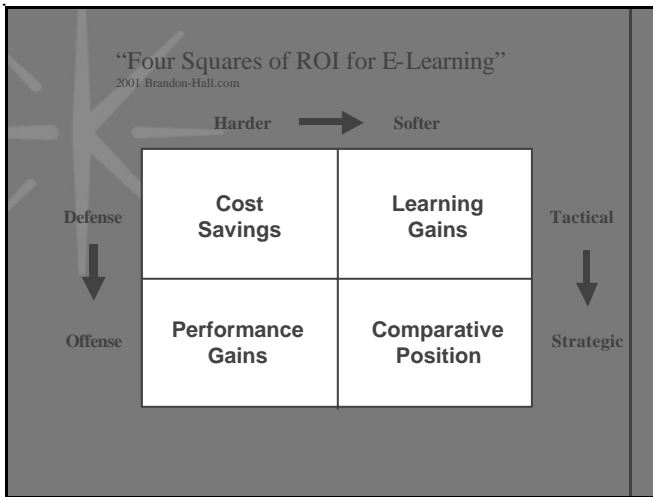 “Four Squares of ROI for E-Learning”
2001 Brandon-Hall.com
Harder Softer
Cost
Savings
Learning
Gains
Defense
Tactical
Performance
Gains
Comparative
Position
Offense
Strategic